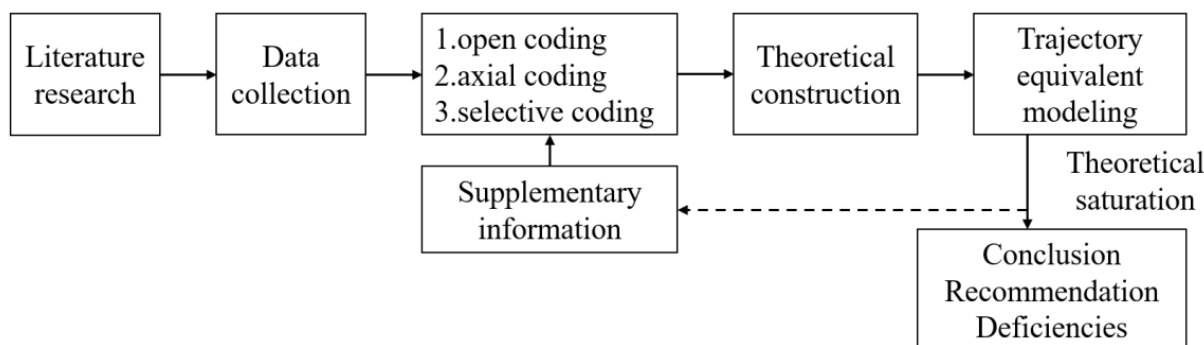 Literature
research
Data
collection
1.open coding
2.axial coding
3.selective coding
Theoretical
construction
Trajectory
equivalent
modeling
Theoretical
saturation
Supplementary
information
Conclusion
Recommendation
Deficiencies